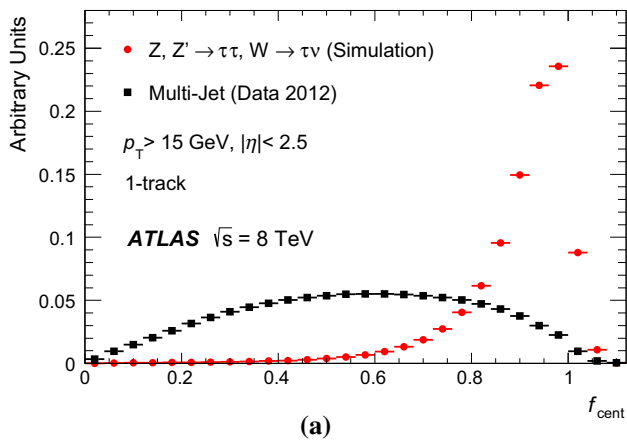 Arbitrary Units
0.25
0.2
0.15
0.1
0.05
0
Z, Z' → ττ, W → τν (Simulation)
Multi-Jet (Data 2012)
p_T > 15 GeV, |η| < 2.5
1-track
ATLAS √s = 8 TeV
0 0.2 0.4 0.6 0.8 1
f_cent
(a)